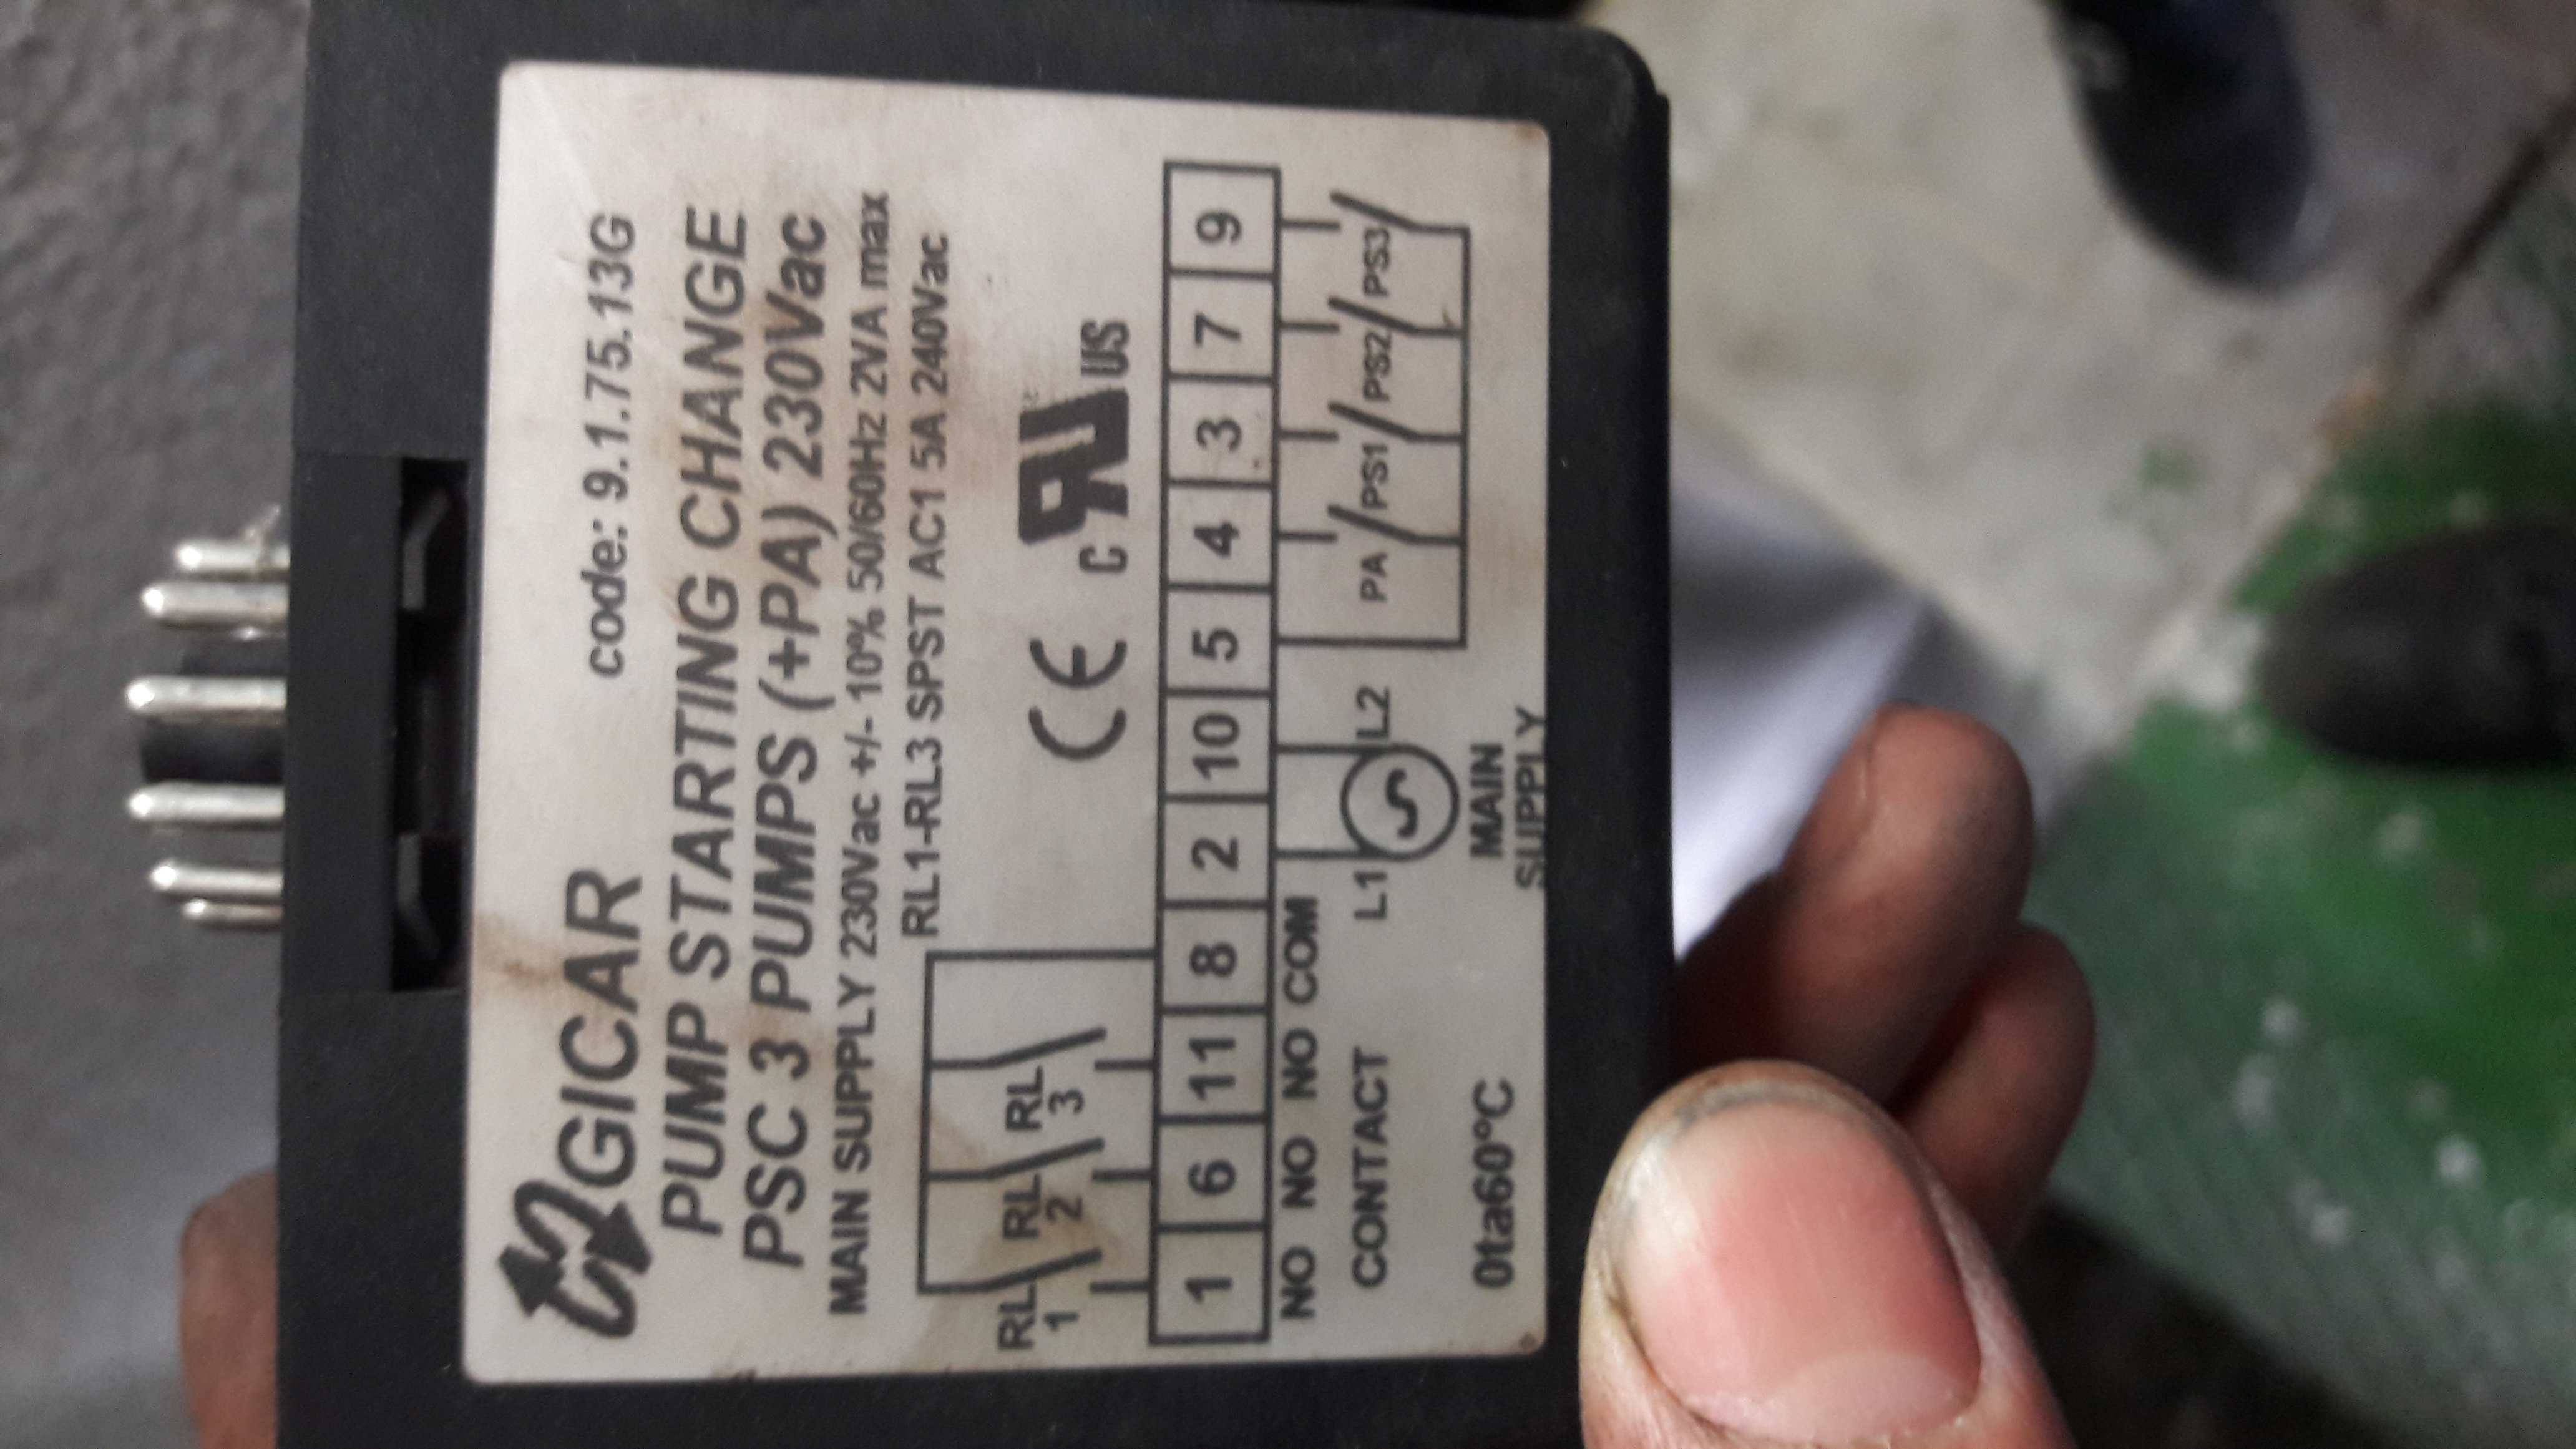 GICAR
code: 9.1.75.13G
PUMP STARTING CHANGE
PSC 3 PUMPS (+PA) 230Vac
MAIN SUPPLY 230Vac +/- 10% 50/60Hz 2VA max
RL1-RL3 SPST AC1 5A 240Vac
RL 1 RL 2 RL 3
CE c RU US
1 6 11 8 2 10 5 4 3 7 9
NO NO NO COM
CONTACT
L1 L2
PA PS1 PS2 PS3
MAIN
SUPPLY
0ta60°C